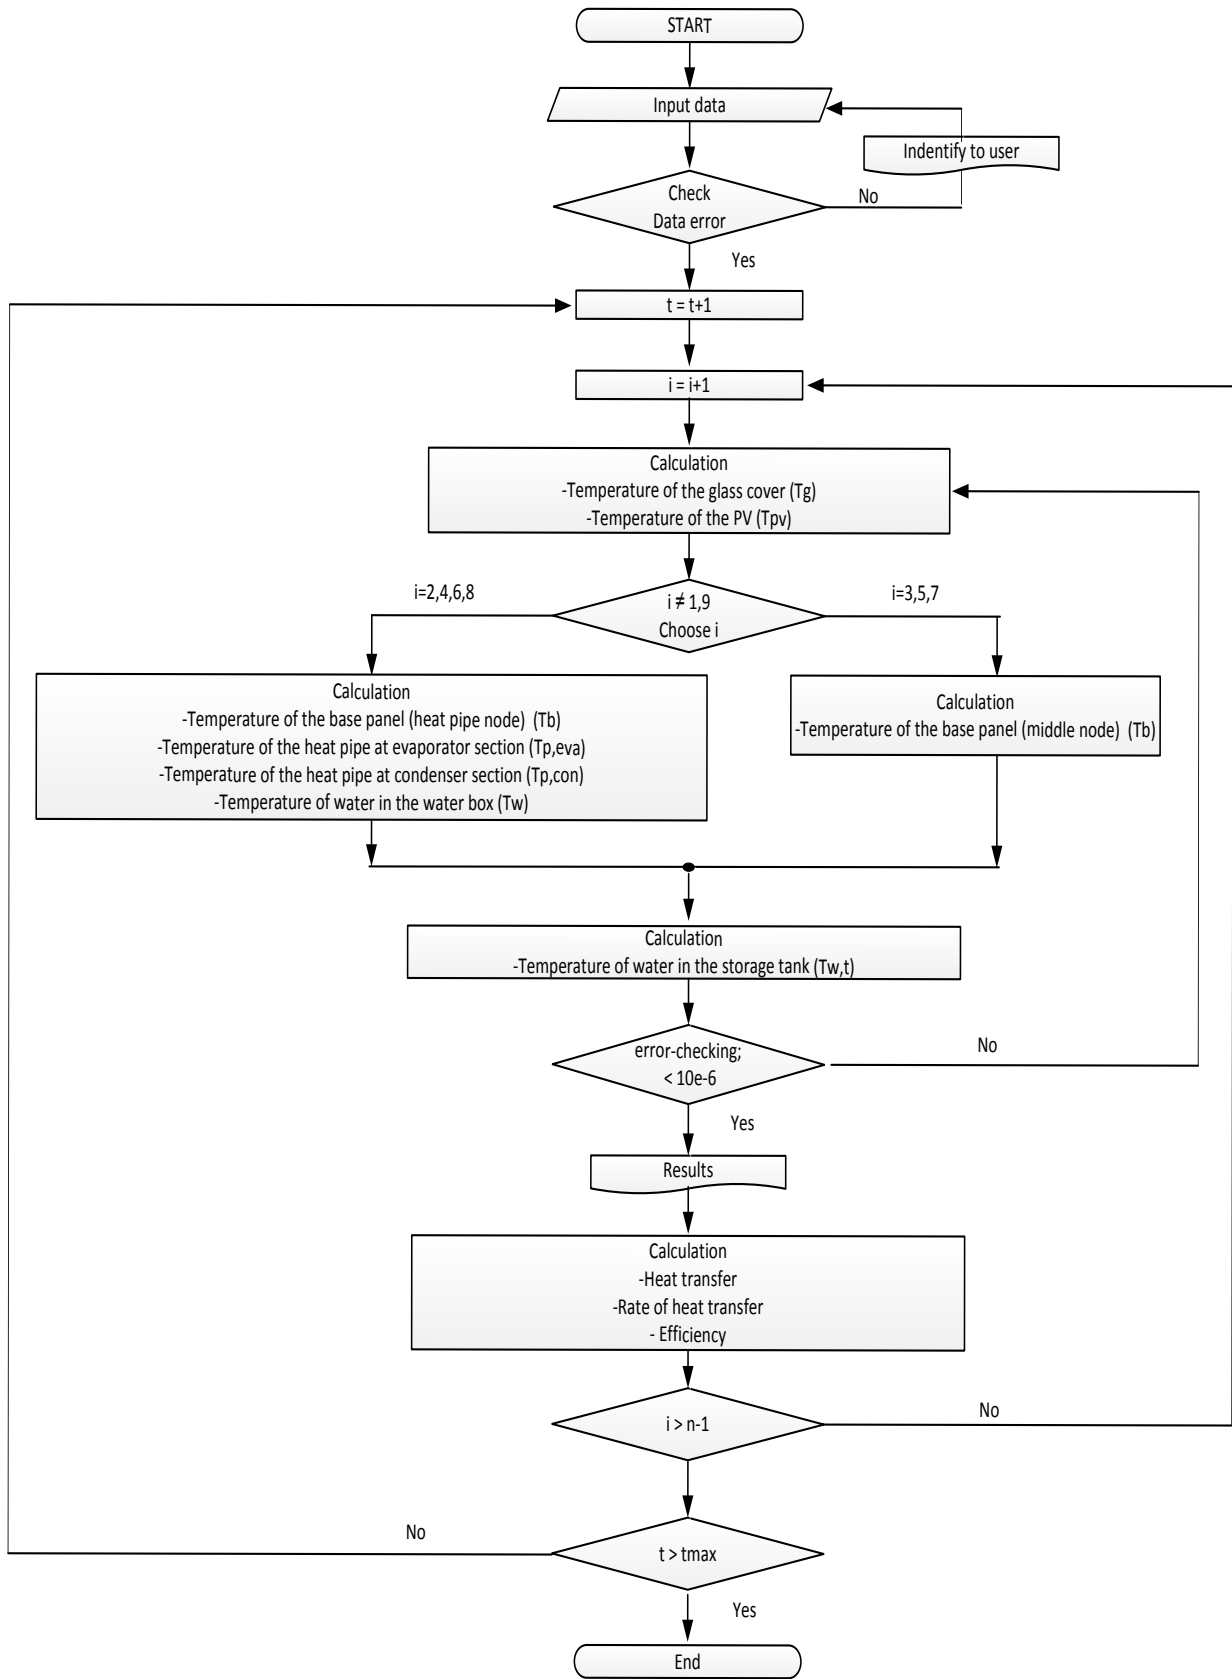 START
Input data
Indentify to user
Check
Data error
No
Yes
t = t+1
i = i+1
Calculation
-Temperature of the glass cover (Tg)
-Temperature of the PV (Tpv)
i=2,4,6,8
i ≠ 1,9
Choose i
i=3,5,7
Calculation
-Temperature of the base panel (heat pipe node) (Tb)
-Temperature of the heat pipe at evaporator section (Tp,eva)
-Temperature of the heat pipe at condenser section (Tp,con)
-Temperature of water in the water box (Tw)
Calculation
-Temperature of the base panel (middle node) (Tb)
Calculation
-Temperature of water in the storage tank (Tw,t)
error-checking;
< 10e-6
No
Yes
Results
Calculation
-Heat transfer
-Rate of heat transfer
- Efficiency
i > n-1
No
No
t > tmax
Yes
End